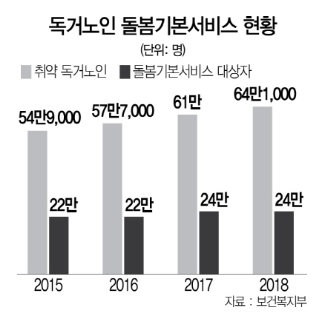 독거노인 돌봄기본서비스 현황
(단위: 명)
취약 독거노인 돌봄기본서비스 대상자
54만9,000 57만7,000 61만 64만1,000
22만 22만 24만 24만
2015 2016 2017 2018
자료 : 보건복지부